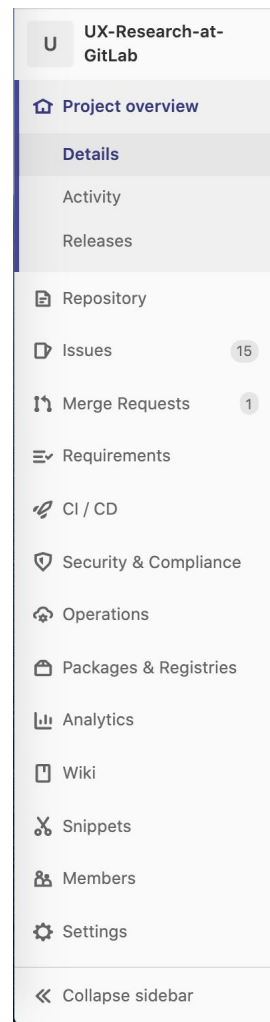 U
UX-Research-at-
GitLab
Project overview
Details
Activity
Releases
Repository
Issues 15
Merge Requests 1
Requirements
CI / CD
Security & Compliance
Operations
Packages & Registries
Analytics
Wiki
Snippets
Members
Settings
Collapse sidebar